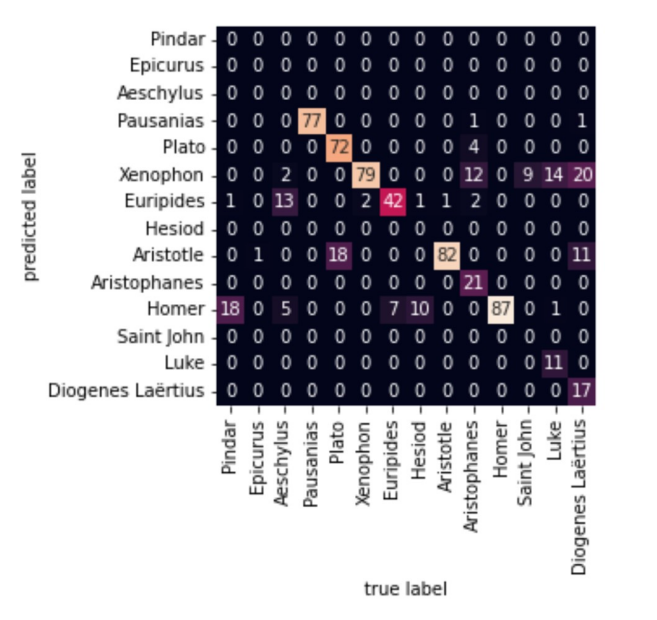 predicted label
Pindar 0 0 0 0 0 0 0 0 0 0 0 0 0 0
Epicurus 0 0 0 0 0 0 0 0 0 0 0 0 0 0
Aeschylus 0 0 0 0 0 0 0 0 0 0 0 0 0 0
Pausanias 0 0 0 77 0 0 0 0 0 1 0 0 0 1
Plato 0 0 0 0 72 0 0 0 0 4 0 0 0 0
Xenophon 0 0 2 0 0 79 0 0 0 12 0 9 14 20
Euripides 1 0 13 0 0 2 42 1 1 2 0 0 0 0
Hesiod 0 0 0 0 0 0 0 0 0 0 0 0 0 0
Aristotle 0 1 0 0 18 0 0 0 82 0 0 0 0 11
Aristophanes 0 0 0 0 0 0 0 0 0 21 0 0 0 0
Homer 18 0 5 0 0 0 7 10 0 0 87 0 1 0
Saint John 0 0 0 0 0 0 0 0 0 0 0 0 0 0
Luke 0 0 0 0 0 0 0 0 0 0 0 0 11 0
Diogenes Laërtius 0 0 0 0 0 0 0 0 0 0 0 0 0 17
Pindar
Epicurus
Aeschylus
Pausanias
Plato
Xenophon
Euripides
Hesiod
Aristotle
Aristophanes
Homer
Saint John
Luke
Diogenes Laërtius
true label